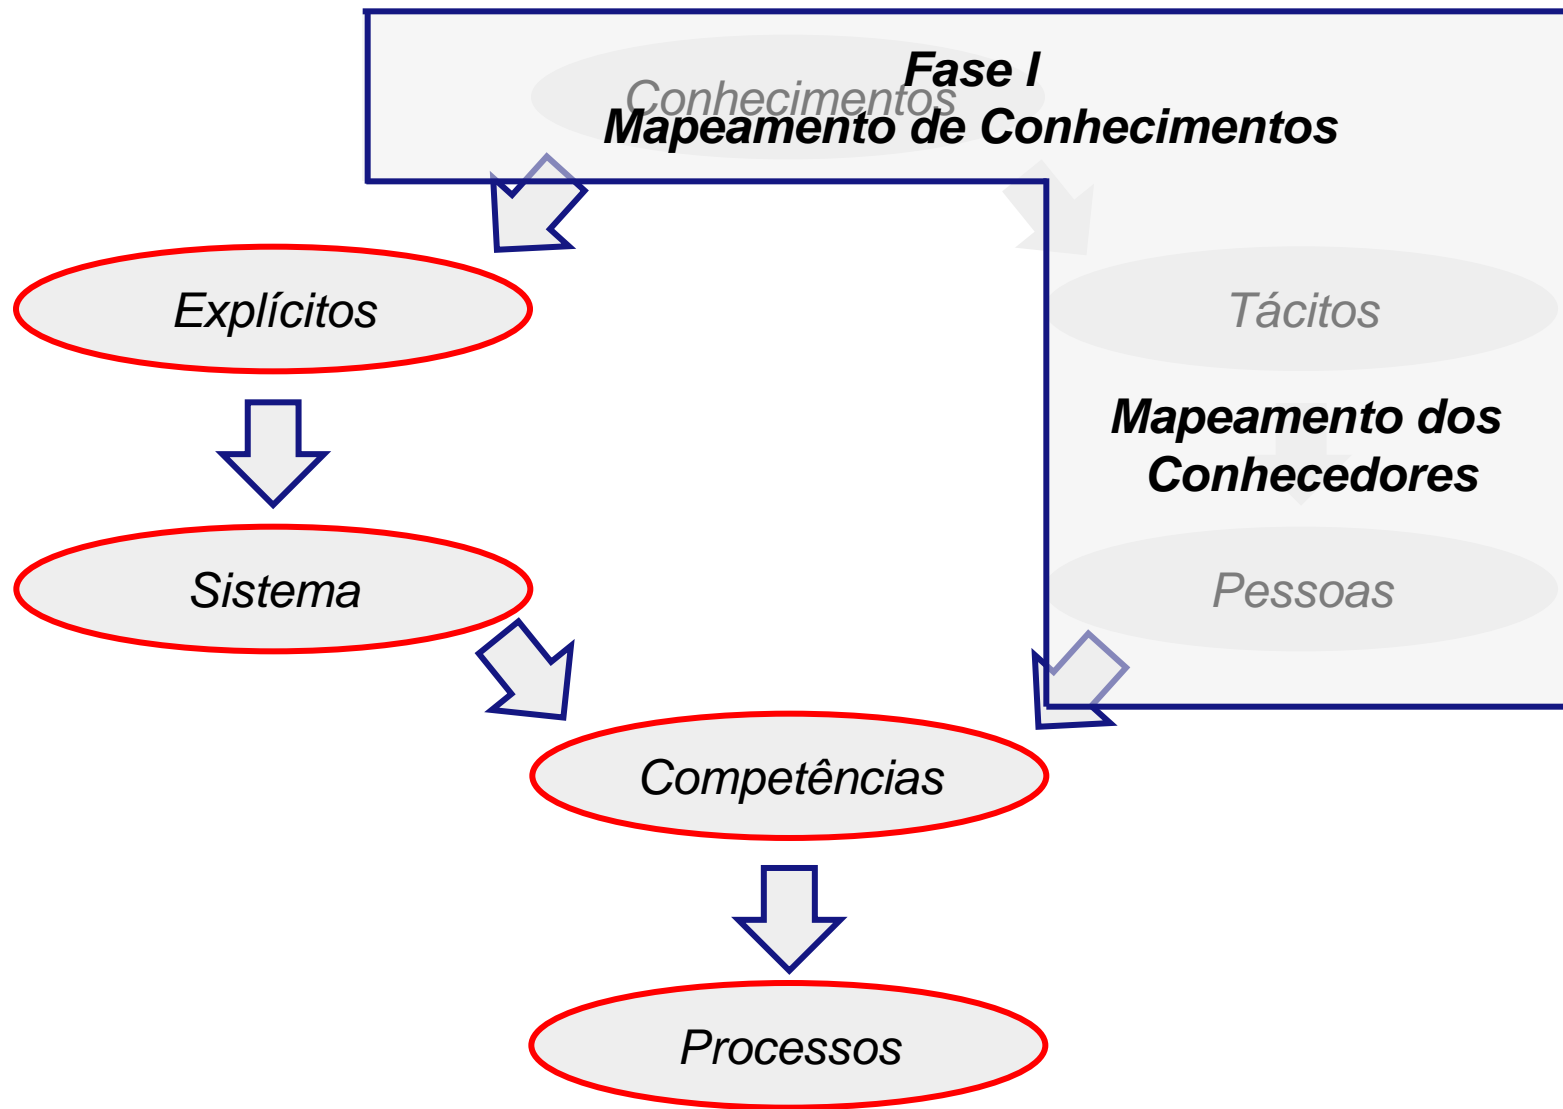 Fase I
Conhecimentos
Mapeamento de Conhecimentos
Explícitos
Tácitos
Mapeamento dos
Conhecedores
Sistema
Pessoas
Competências
Processos